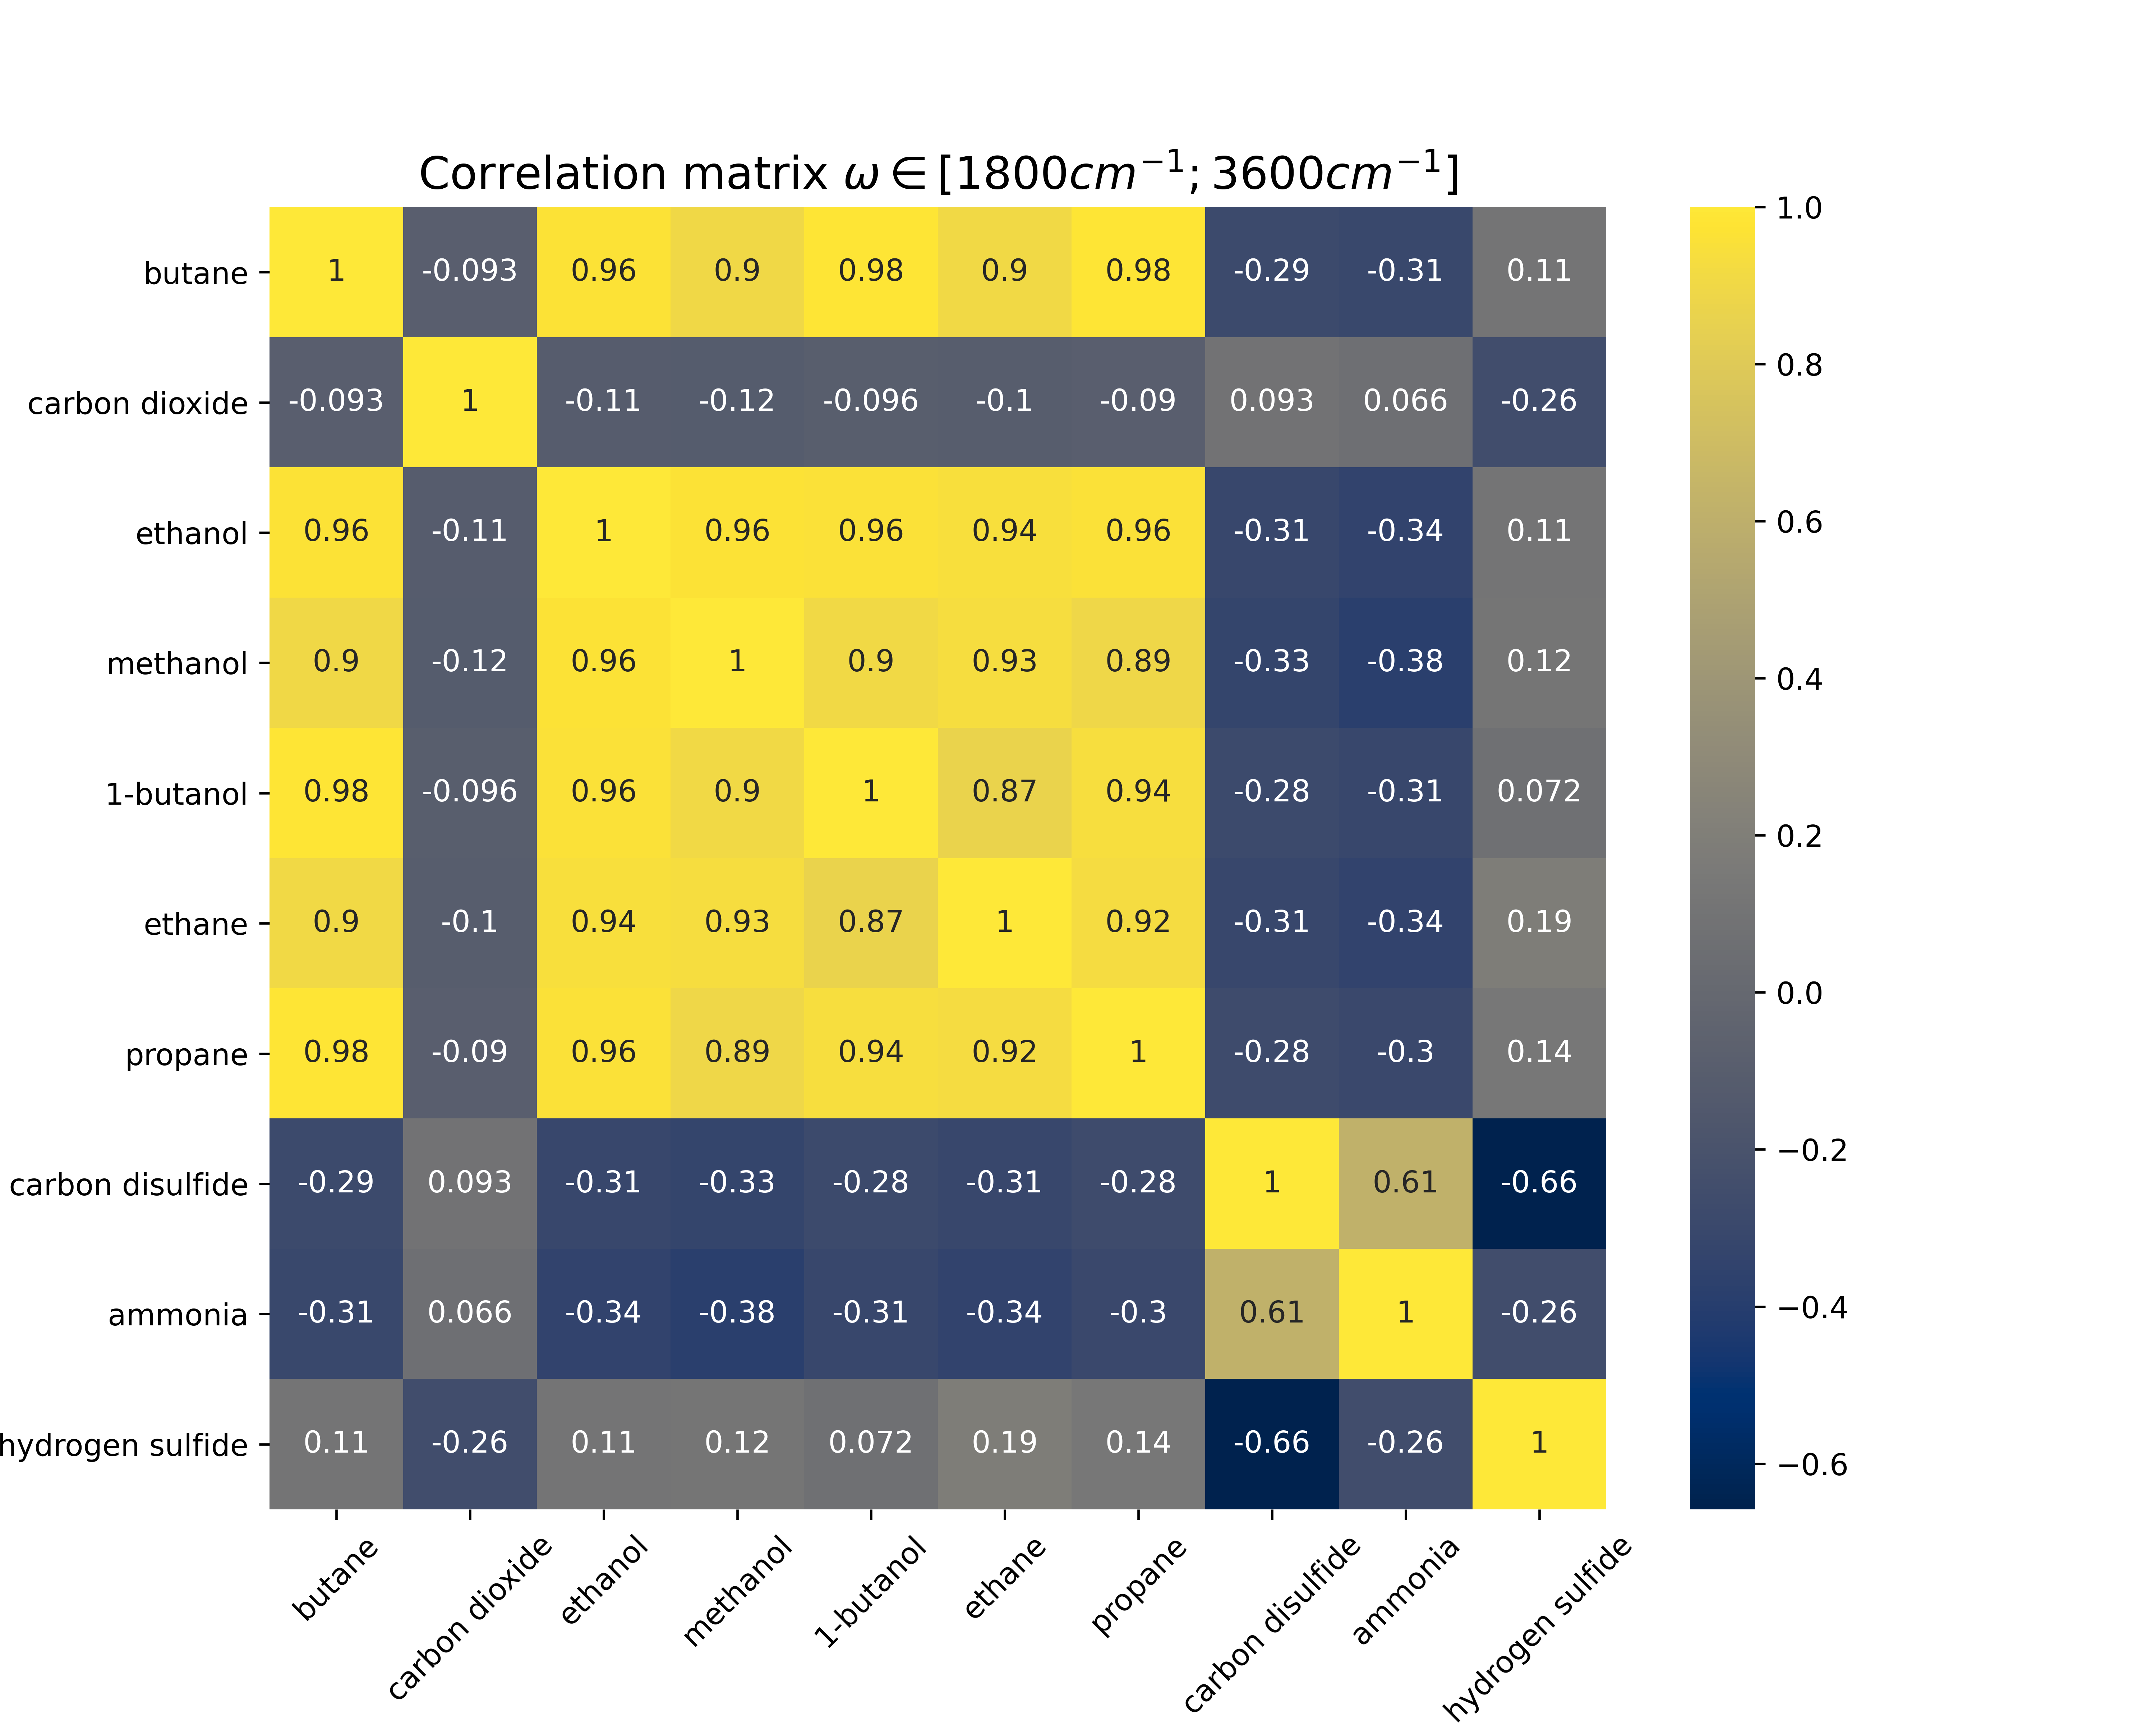 Correlation matrix ω ∈ [1800cm⁻¹; 3600cm⁻¹]
butane 1 -0.093 0.96 0.9 0.98 0.9 0.98 -0.29 -0.31 0.11
carbon dioxide -0.093 1 -0.11 -0.12 -0.096 -0.1 -0.09 0.093 0.066 -0.26
ethanol 0.96 -0.11 1 0.96 0.96 0.94 0.96 -0.31 -0.34 0.11
methanol 0.9 -0.12 0.96 1 0.9 0.93 0.89 -0.33 -0.38 0.12
1-butanol 0.98 -0.096 0.96 0.9 1 0.87 0.94 -0.28 -0.31 0.072
ethane 0.9 -0.1 0.94 0.93 0.87 1 0.92 -0.31 -0.34 0.19
propane 0.98 -0.09 0.96 0.89 0.94 0.92 1 -0.28 -0.3 0.14
carbon disulfide -0.29 0.093 -0.31 -0.33 -0.28 -0.31 -0.28 1 0.61 -0.66
ammonia -0.31 0.066 -0.34 -0.38 -0.31 -0.34 -0.3 0.61 1 -0.26
hydrogen sulfide 0.11 -0.26 0.11 0.12 0.072 0.19 0.14 -0.66 -0.26 1
butane
carbon dioxide
ethanol
methanol
1-butanol
ethane
propane
carbon disulfide
ammonia
hydrogen sulfide
1.0
0.8
0.6
0.4
0.2
0.0
−0.2
−0.4
−0.6